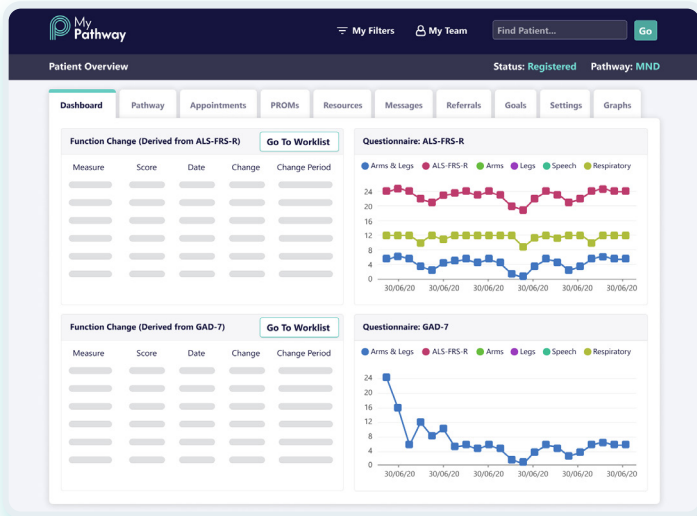 My
Pathway
My Filters
My Team
Find Patient...
Go
Patient Overview
Status: Registered
Pathway: MND
Dashboard
Pathway
Appointments
PROMs
Resources
Messages
Referrals
Goals
Settings
Graphs
Function Change (Derived from ALS-FRS-R)
Go To Worklist
Measure Score Date Change Change Period
Questionnaire: ALS-FRS-R
Arms & Legs ALS-FRS-R Arms Legs Speech Respiratory
24
20
16
12
8
4
0
30/06/20 30/06/20 30/06/20 30/06/20 30/06/20 30/06/20
Function Change (Derived from GAD-7)
Go To Worklist
Measure Score Date Change Change Period
Questionnaire: GAD-7
Arms & Legs ALS-FRS-R Arms Legs Speech Respiratory
24
20
16
12
8
4
0
30/06/20 30/06/20 30/06/20 30/06/20 30/06/20 30/06/20